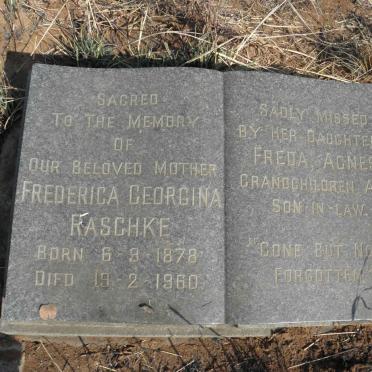 SACRED
TO THE MEMORY
OF
OUR BELOVED MOTHER
FREDERICA GEORGINA
RASCHKE
BORN 6-9-1878
DIED 19-2-1960.
SADLY MISSED
BY HER DAUGHTER
FREDA, AGNES
GRANDCHILDREN A
SON-IN-LAW.
"GONE BUT NO
FORGOTTEN